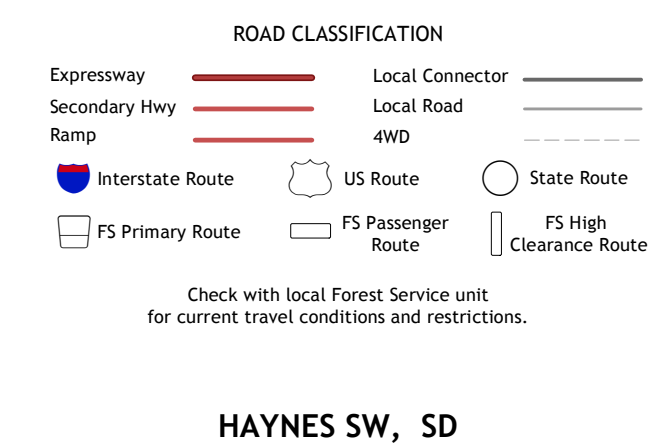 ROAD CLASSIFICATION
Expressway
Local Connector
Secondary Hwy
Local Road
Ramp
4WD
Interstate Route
US Route
State Route
FS Primary Route
FS Passenger
Route
FS High
Clearance Route
Check with local Forest Service unit
for current travel conditions and restrictions.
HAYNES SW, SD